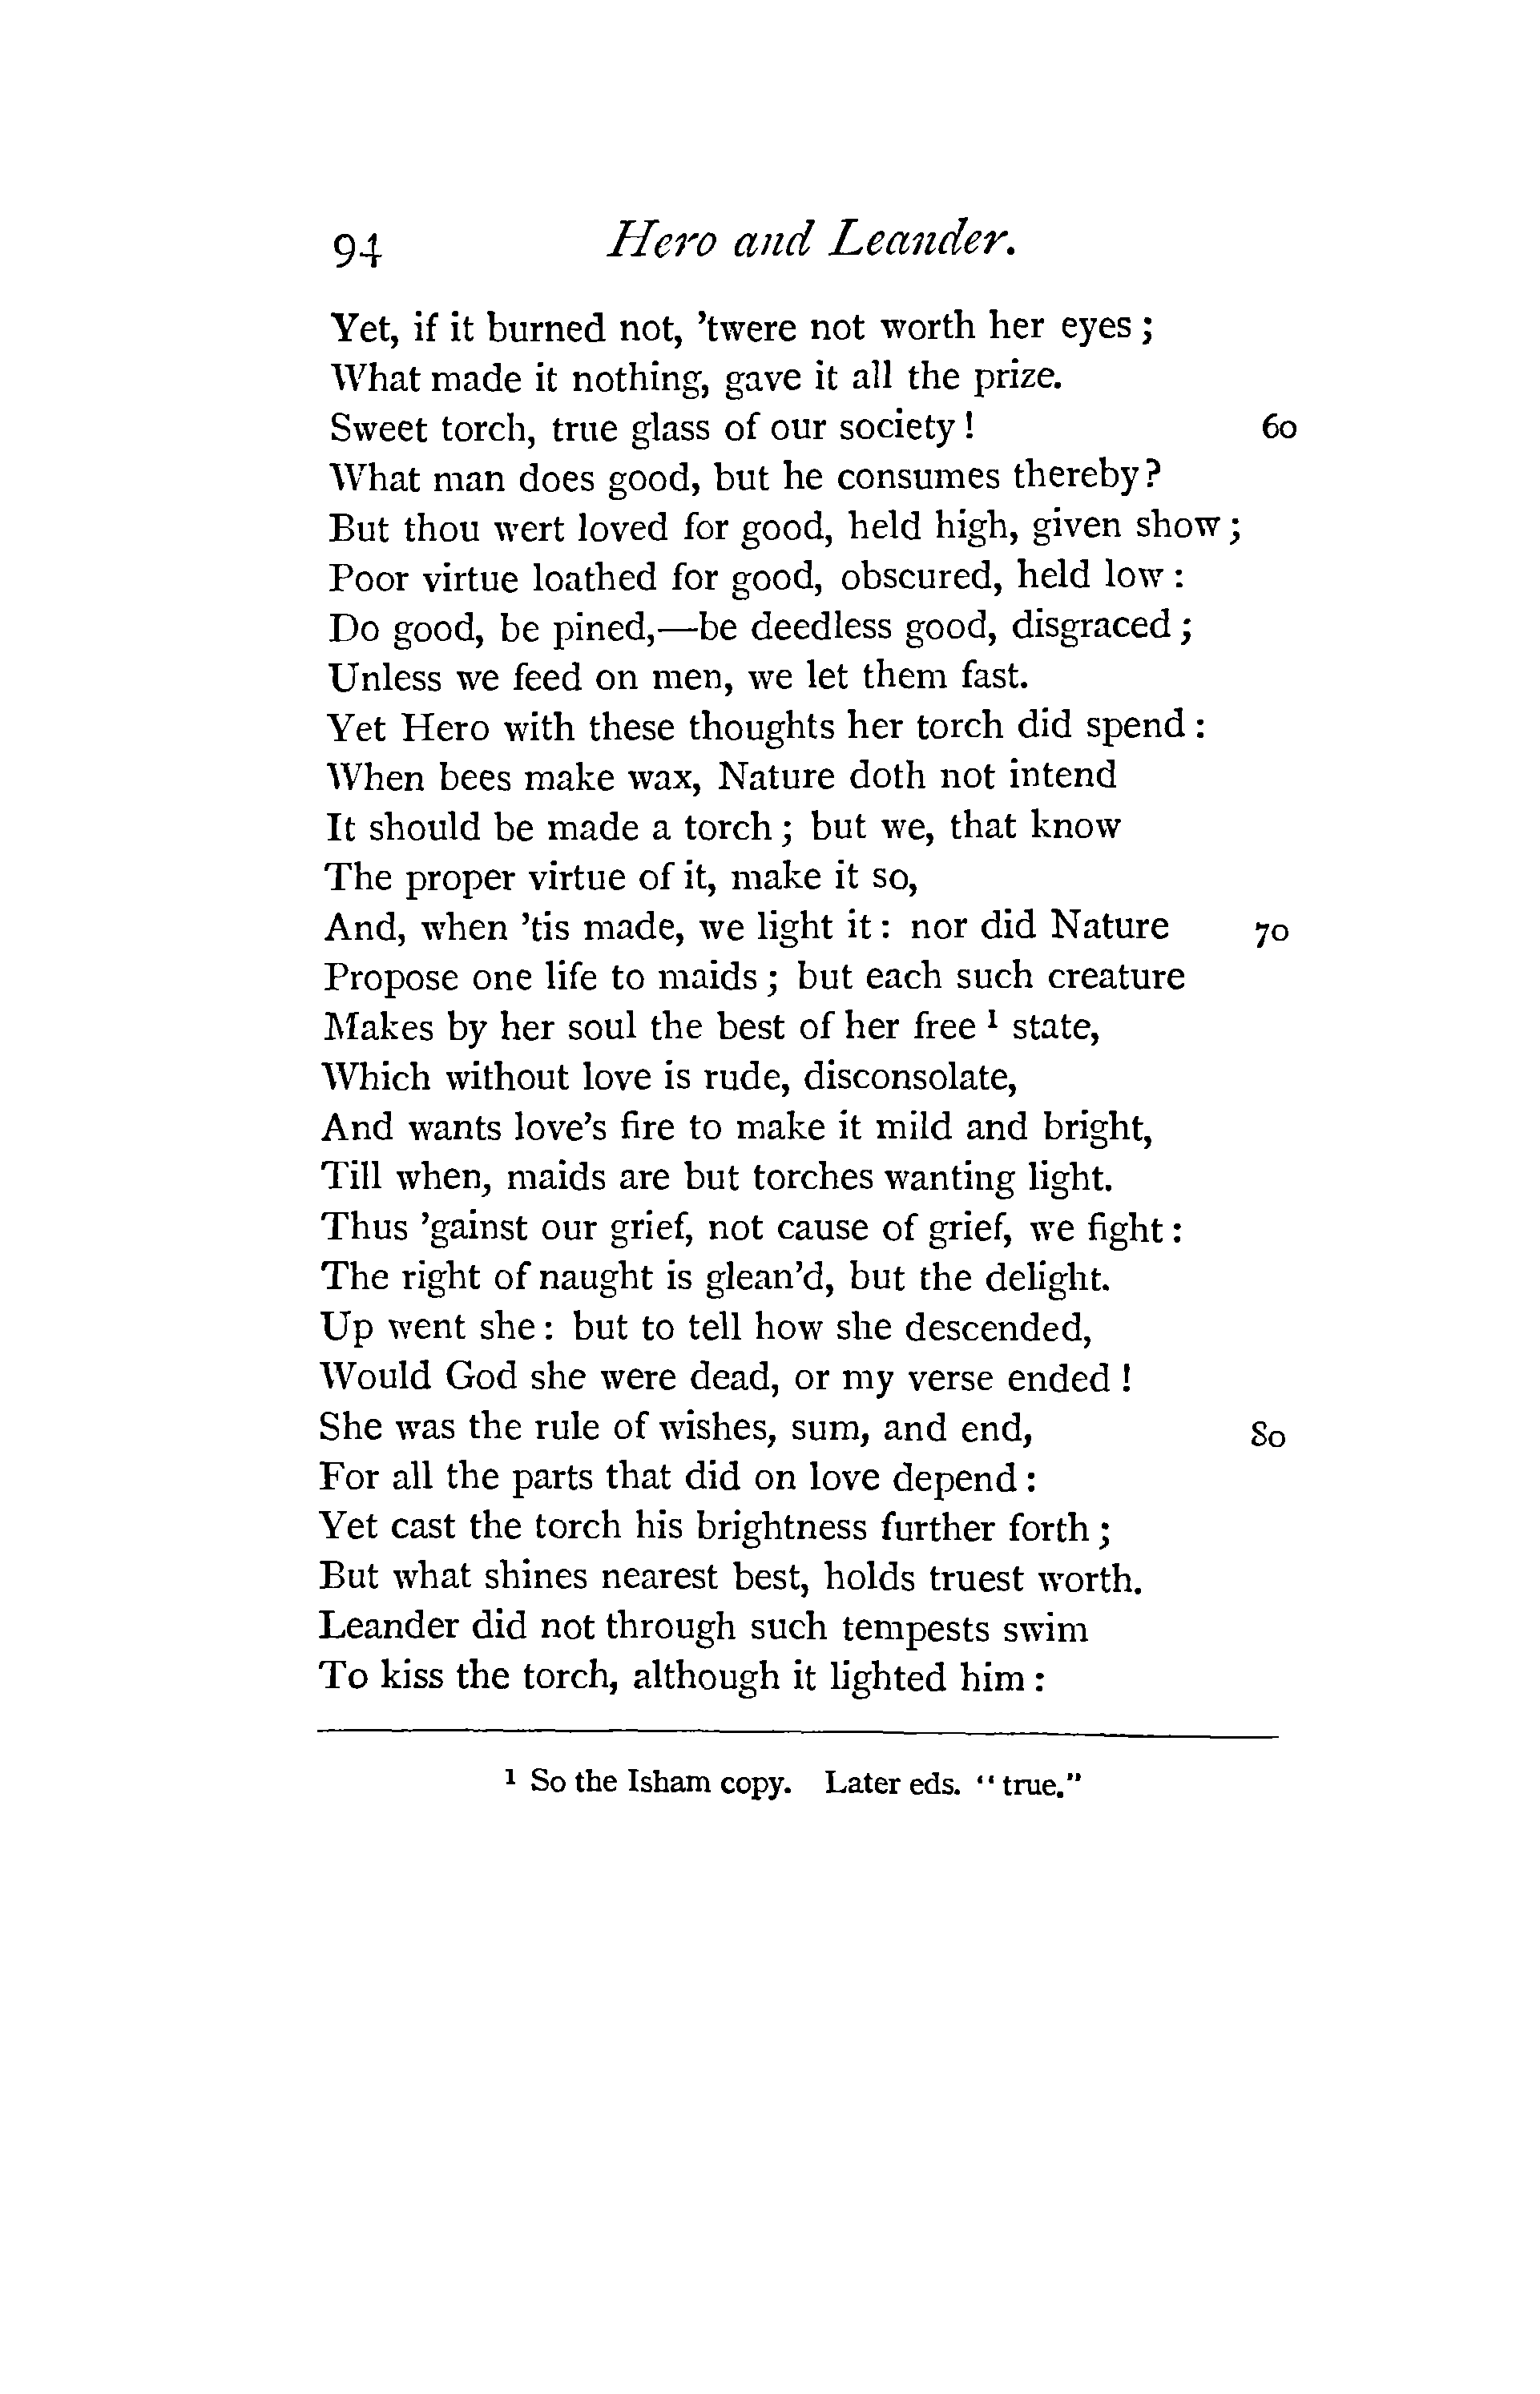 94 Hero and Leander.
Yet, if it burned not, ’twere not worth her eyes ;
What made it nothing, gave it all the prize.
Sweet torch, true glass of our society ! 60
What man does good, but he consumes thereby ?
But thou wert loved for good, held high, given show ;
Poor virtue loathed for good, obscured, held low :
Do good, be pined,—be deedless good, disgraced ;
Unless we feed on men, we let them fast.
Yet Hero with these thoughts her torch did spend :
When bees make wax, Nature doth not intend
It should be made a torch ; but we, that know
The proper virtue of it, make it so,
And, when ’tis made, we light it : nor did Nature 70
Propose one life to maids ; but each such creature
Makes by her soul the best of her free ¹ state,
Which without love is rude, disconsolate,
And wants love’s fire to make it mild and bright,
Till when, maids are but torches wanting light.
Thus ’gainst our grief, not cause of grief, we fight :
The right of naught is glean’d, but the delight.
Up went she : but to tell how she descended,
Would God she were dead, or my verse ended !
She was the rule of wishes, sum, and end, 80
For all the parts that did on love depend :
Yet cast the torch his brightness further forth ;
But what shines nearest best, holds truest worth.
Leander did not through such tempests swim
To kiss the torch, although it lighted him :
¹ So the Isham copy. Later eds. “true.”